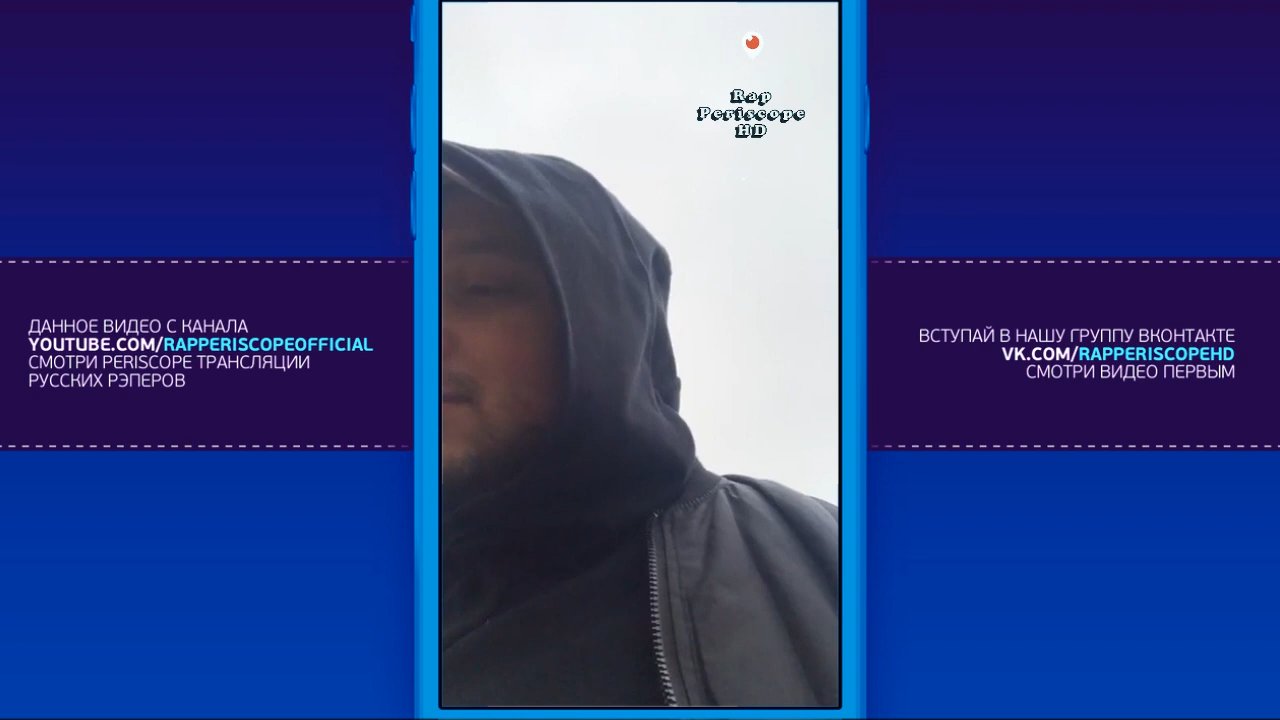 Rap
Periscope
HD
ДАННОЕ ВИДЕО С КАНАЛА
YOUTUBE.COM/RAPPERISCOPEOFFICIAL
СМОТРИ PERISCOPE ТРАНСЛЯЦИИ
РУССКИХ РЭПЕРОВ
ВСТУПАЙ В НАШУ ГРУППУ ВКОНТАКТЕ
VK.COM/RAPPERISCOPEHD
СМОТРИ ВИДЕО ПЕРВЫМ